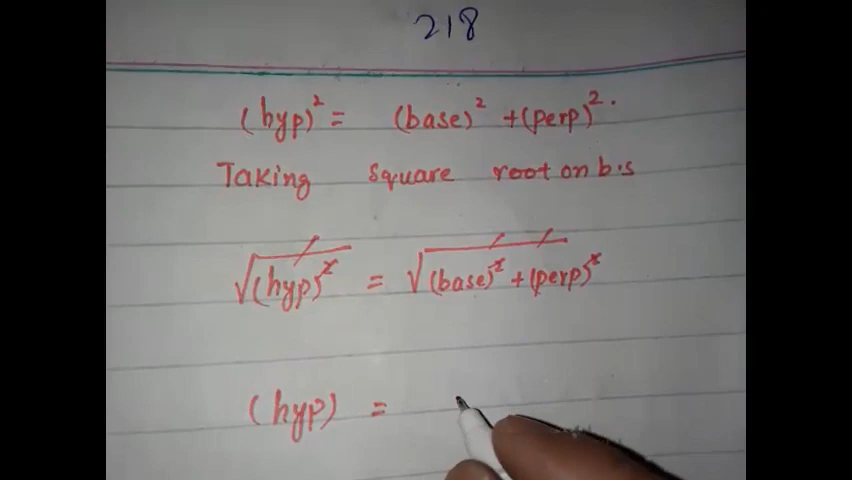 218
(hyp)² = (base)² + (perp)².
Taking square root on b.s
√(hyp)² = √(base)² + (perp)²
(hyp) =